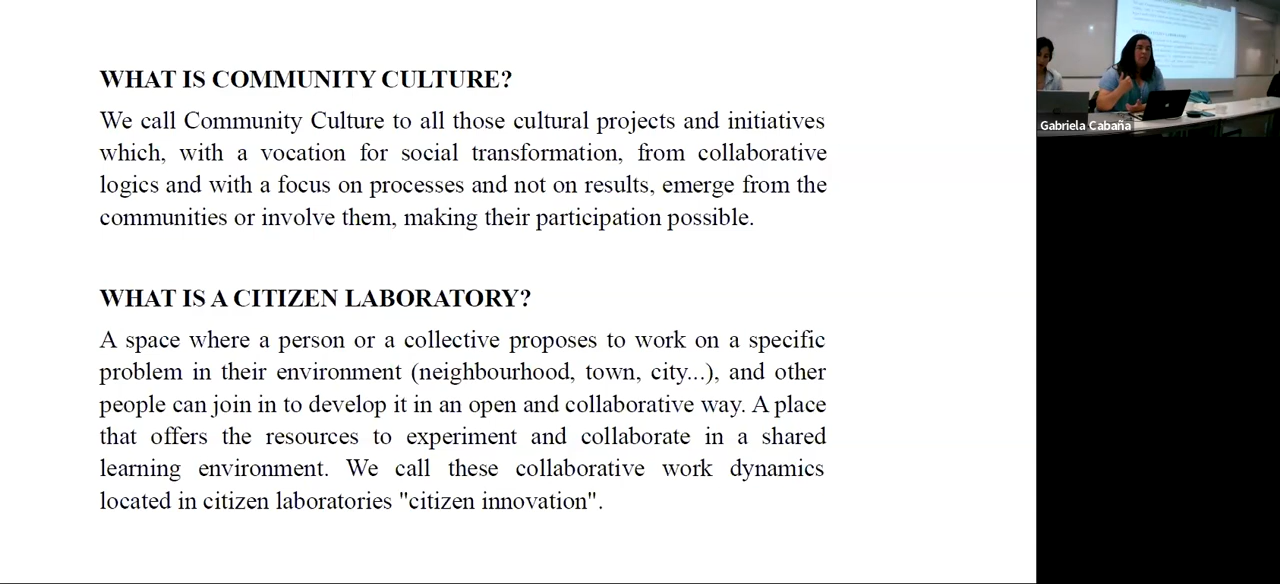 WHAT IS COMMUNITY CULTURE?
We call Community Culture to all those cultural projects and initiatives
which, with a vocation for social transformation, from collaborative
logics and with a focus on processes and not on results, emerge from the
communities or involve them, making their participation possible.
WHAT IS A CITIZEN LABORATORY?
A space where a person or a collective proposes to work on a specific
problem in their environment (neighbourhood, town, city...), and other
people can join in to develop it in an open and collaborative way. A place
that offers the resources to experiment and collaborate in a shared
learning environment. We call these collaborative work dynamics
located in citizen laboratories "citizen innovation".
Gabriela Cabaña